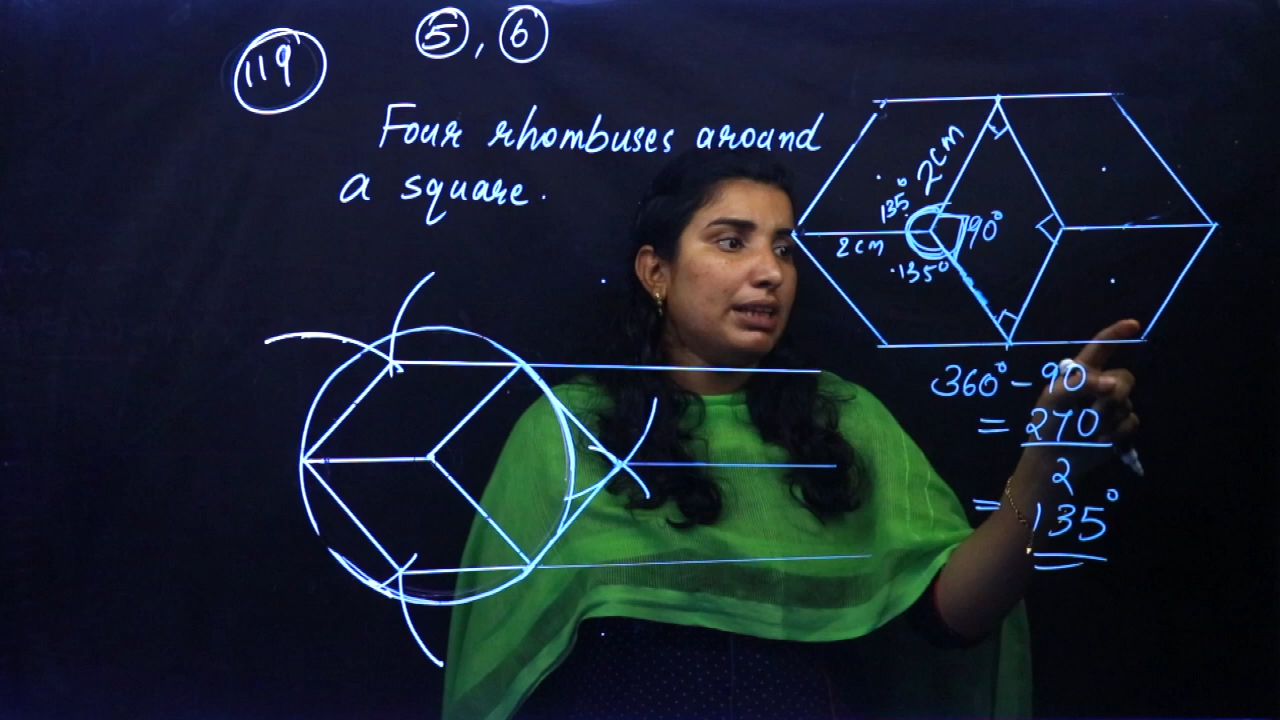 119
5, 6
Four rhombuses around
a square.
2cm
135°
90°
2cm
135°
360° - 90
= 270
2
= 135°